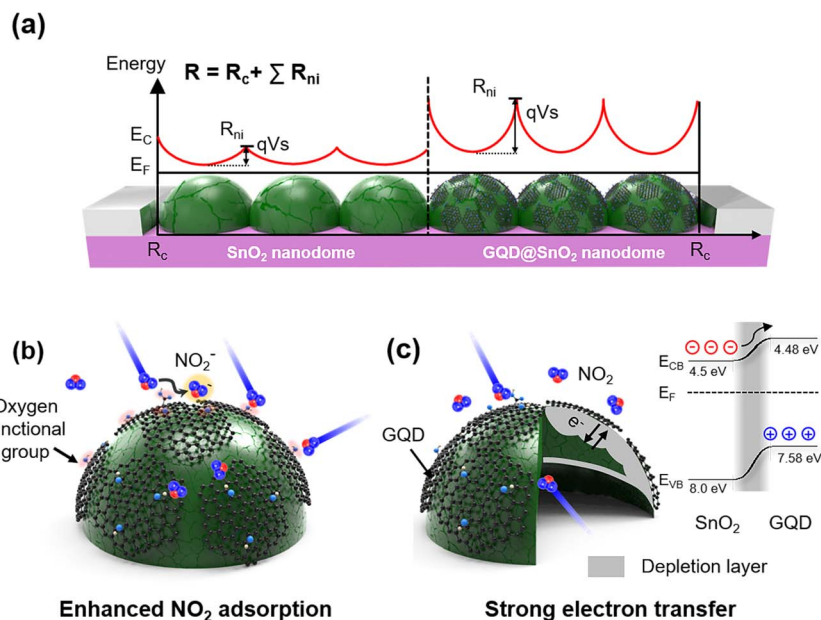 (a)
Energy
R = Rc + ∑ Rni
Rni
qVs
Rni
qVs
EC
EF
Rc
SnO2 nanodome
GQD@SnO2 nanodome
Rc
(b)
NO2-
Oxygen
nctional
group
Enhanced NO2 adsorption
(c)
NO2
GQD
e-
ECB
4.5 eV
4.48 eV
EF
EVB
8.0 eV
7.58 eV
SnO2
GQD
Depletion layer
Strong electron transfer